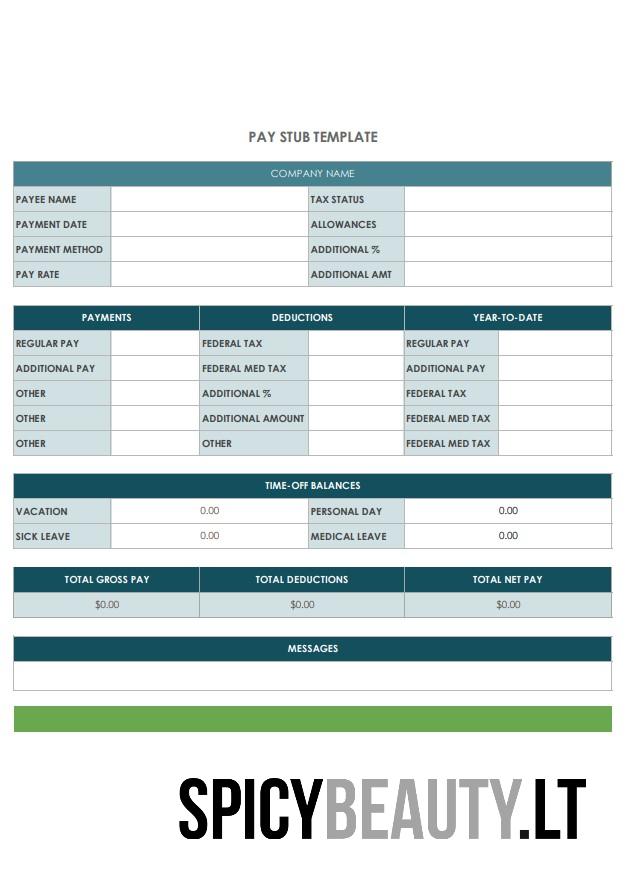 PAY STUB TEMPLATE
COMPANY NAME
PAYEE NAME TAX STATUS
PAYMENT DATE ALLOWANCES
PAYMENT METHOD ADDITIONAL %
PAY RATE ADDITIONAL AMT
PAYMENTS DEDUCTIONS YEAR-TO-DATE
REGULAR PAY FEDERAL TAX REGULAR PAY
ADDITIONAL PAY FEDERAL MED TAX ADDITIONAL PAY
OTHER ADDITIONAL % FEDERAL TAX
OTHER ADDITIONAL AMOUNT FEDERAL MED TAX
OTHER OTHER FEDERAL MED TAX
TIME-OFF BALANCES
VACATION 0.00 PERSONAL DAY 0.00
SICK LEAVE 0.00 MEDICAL LEAVE 0.00
TOTAL GROSS PAY TOTAL DEDUCTIONS TOTAL NET PAY
$0.00 $0.00 $0.00
MESSAGES
SPICYBEAUTY.LT